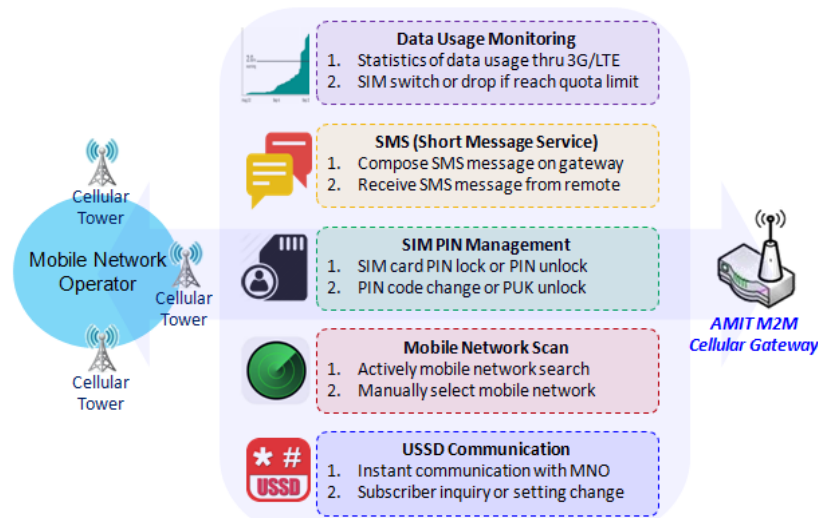 Data Usage Monitoring
1. Statistics of data usage thru 3G/LTE
2. SIM switch or drop if reach quota limit
SMS (Short Message Service)
1. Compose SMS message on gateway
2. Receive SMS message from remote
Cellular
Tower
Mobile Network
Operator
Cellular
Tower
Cellular
Tower
SIM PIN Management
1. SIM card PIN lock or PIN unlock
2. PIN code change or PUK unlock
AMIT M2M
Cellular Gateway
Mobile Network Scan
1. Actively mobile network search
2. Manually select mobile network
* #
USSD
USSD Communication
1. Instant communication with MNO
2. Subscriber inquiry or setting change